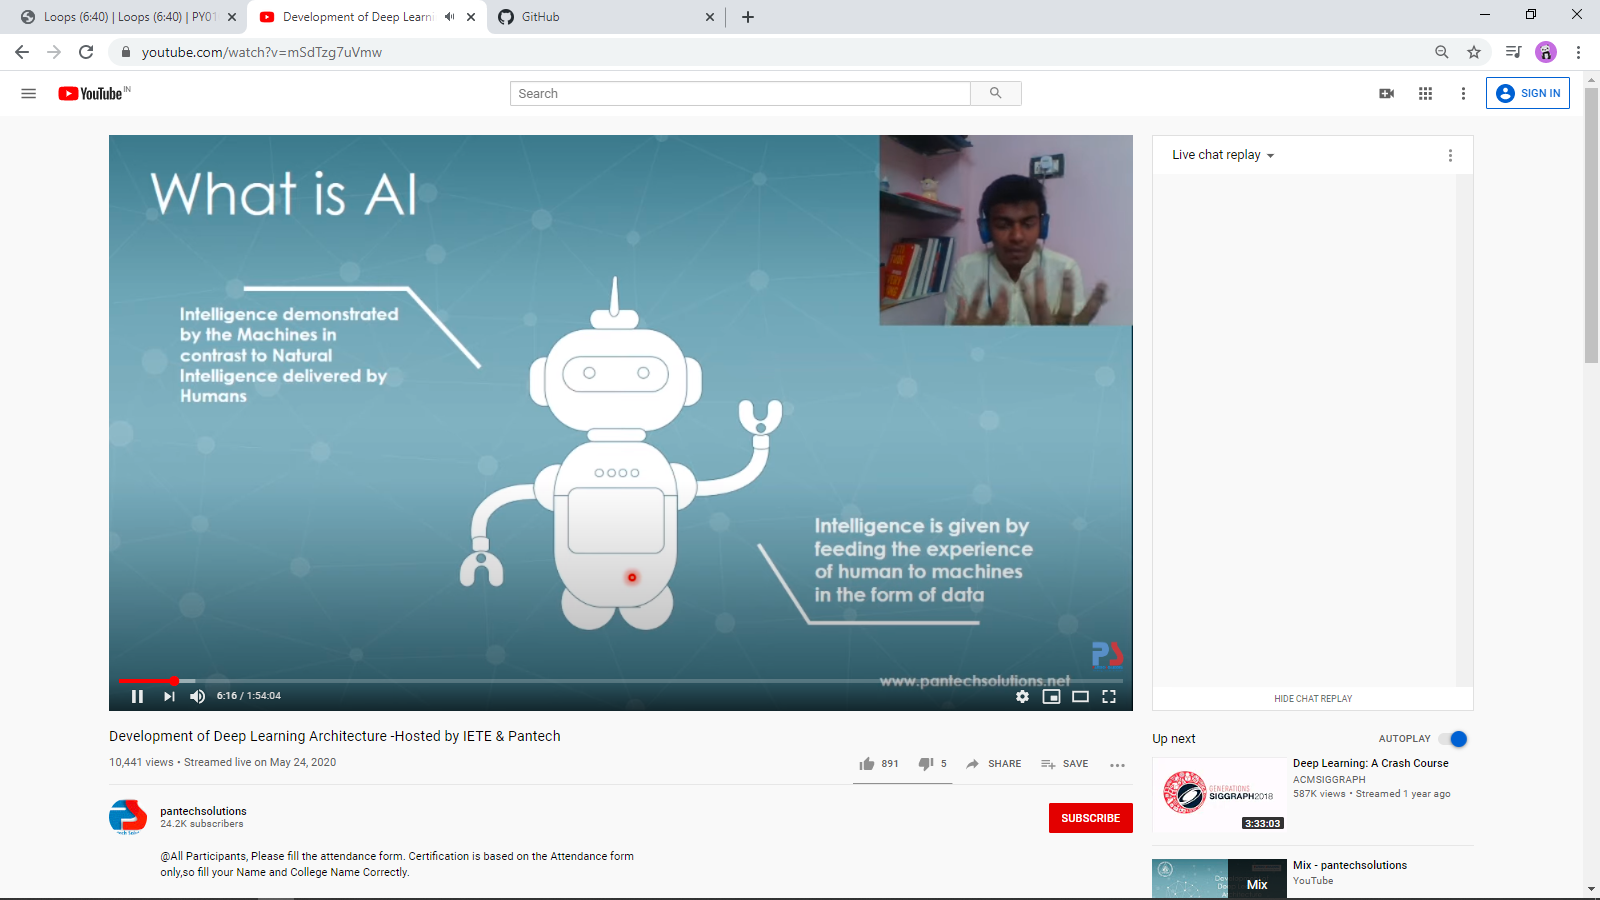 Loops (6:40) | Loops (6:40) | PY01
Development of Deep Learni
GitHub
youtube.com/watch?v=mSdTzg7uVmw
YouTube IN
Search
SIGN IN
What is AI
Intelligence demonstrated
by the Machines in
contrast to Natural
Intelligence delivered by
Humans
Intelligence is given by
feeding the experience
of human to machines
in the form of data
www.pantechsolutions.net
6:16 / 1:54:04
Live chat replay
HIDE CHAT REPLAY
Development of Deep Learning Architecture -Hosted by IETE & Pantech
10,441 views • Streamed live on May 24, 2020
891
5
SHARE
SAVE
pantechsolutions
24.2K subscribers
SUBSCRIBE
@All Participants, Please fill the attendance form. Certification is based on the Attendance form
only,so fill your Name and College Name Correctly.
Up next
AUTOPLAY
GENERATIONS
SIGGRAPH2018
3:33:03
Deep Learning: A Crash Course
ACMSIGGRAPH
587K views • Streamed 1 year ago
Mix
Mix - pantechsolutions
YouTube